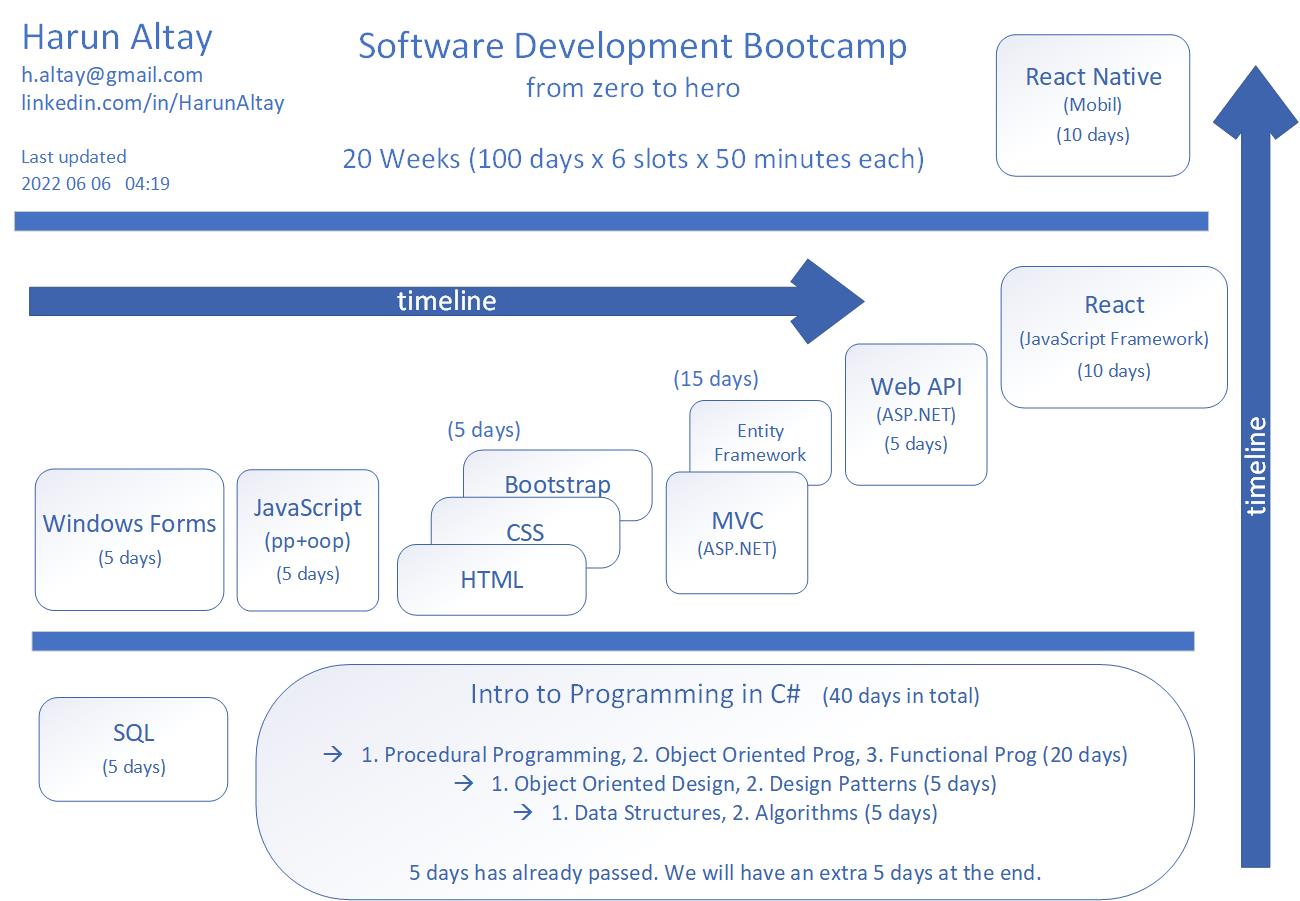 Harun Altay
h.altay@gmail.com
linkedin.com/in/HarunAltay
Last updated
2022 06 06 04:19
Software Development Bootcamp
from zero to hero
20 Weeks (100 days x 6 slots x 50 minutes each)
React Native
(Mobil)
(10 days)
timeline
timeline
React
(JavaScript Framework)
(10 days)
Web API
(ASP.NET)
(5 days)
(15 days)
Entity
Framework
MVC
(ASP.NET)
(5 days)
Bootstrap
CSS
HTML
JavaScript
(pp+oop)
(5 days)
Windows Forms
(5 days)
SQL
(5 days)
Intro to Programming in C# (40 days in total)
→ 1. Procedural Programming, 2. Object Oriented Prog, 3. Functional Prog (20 days)
→ 1. Object Oriented Design, 2. Design Patterns (5 days)
→ 1. Data Structures, 2. Algorithms (5 days)
5 days has already passed. We will have an extra 5 days at the end.